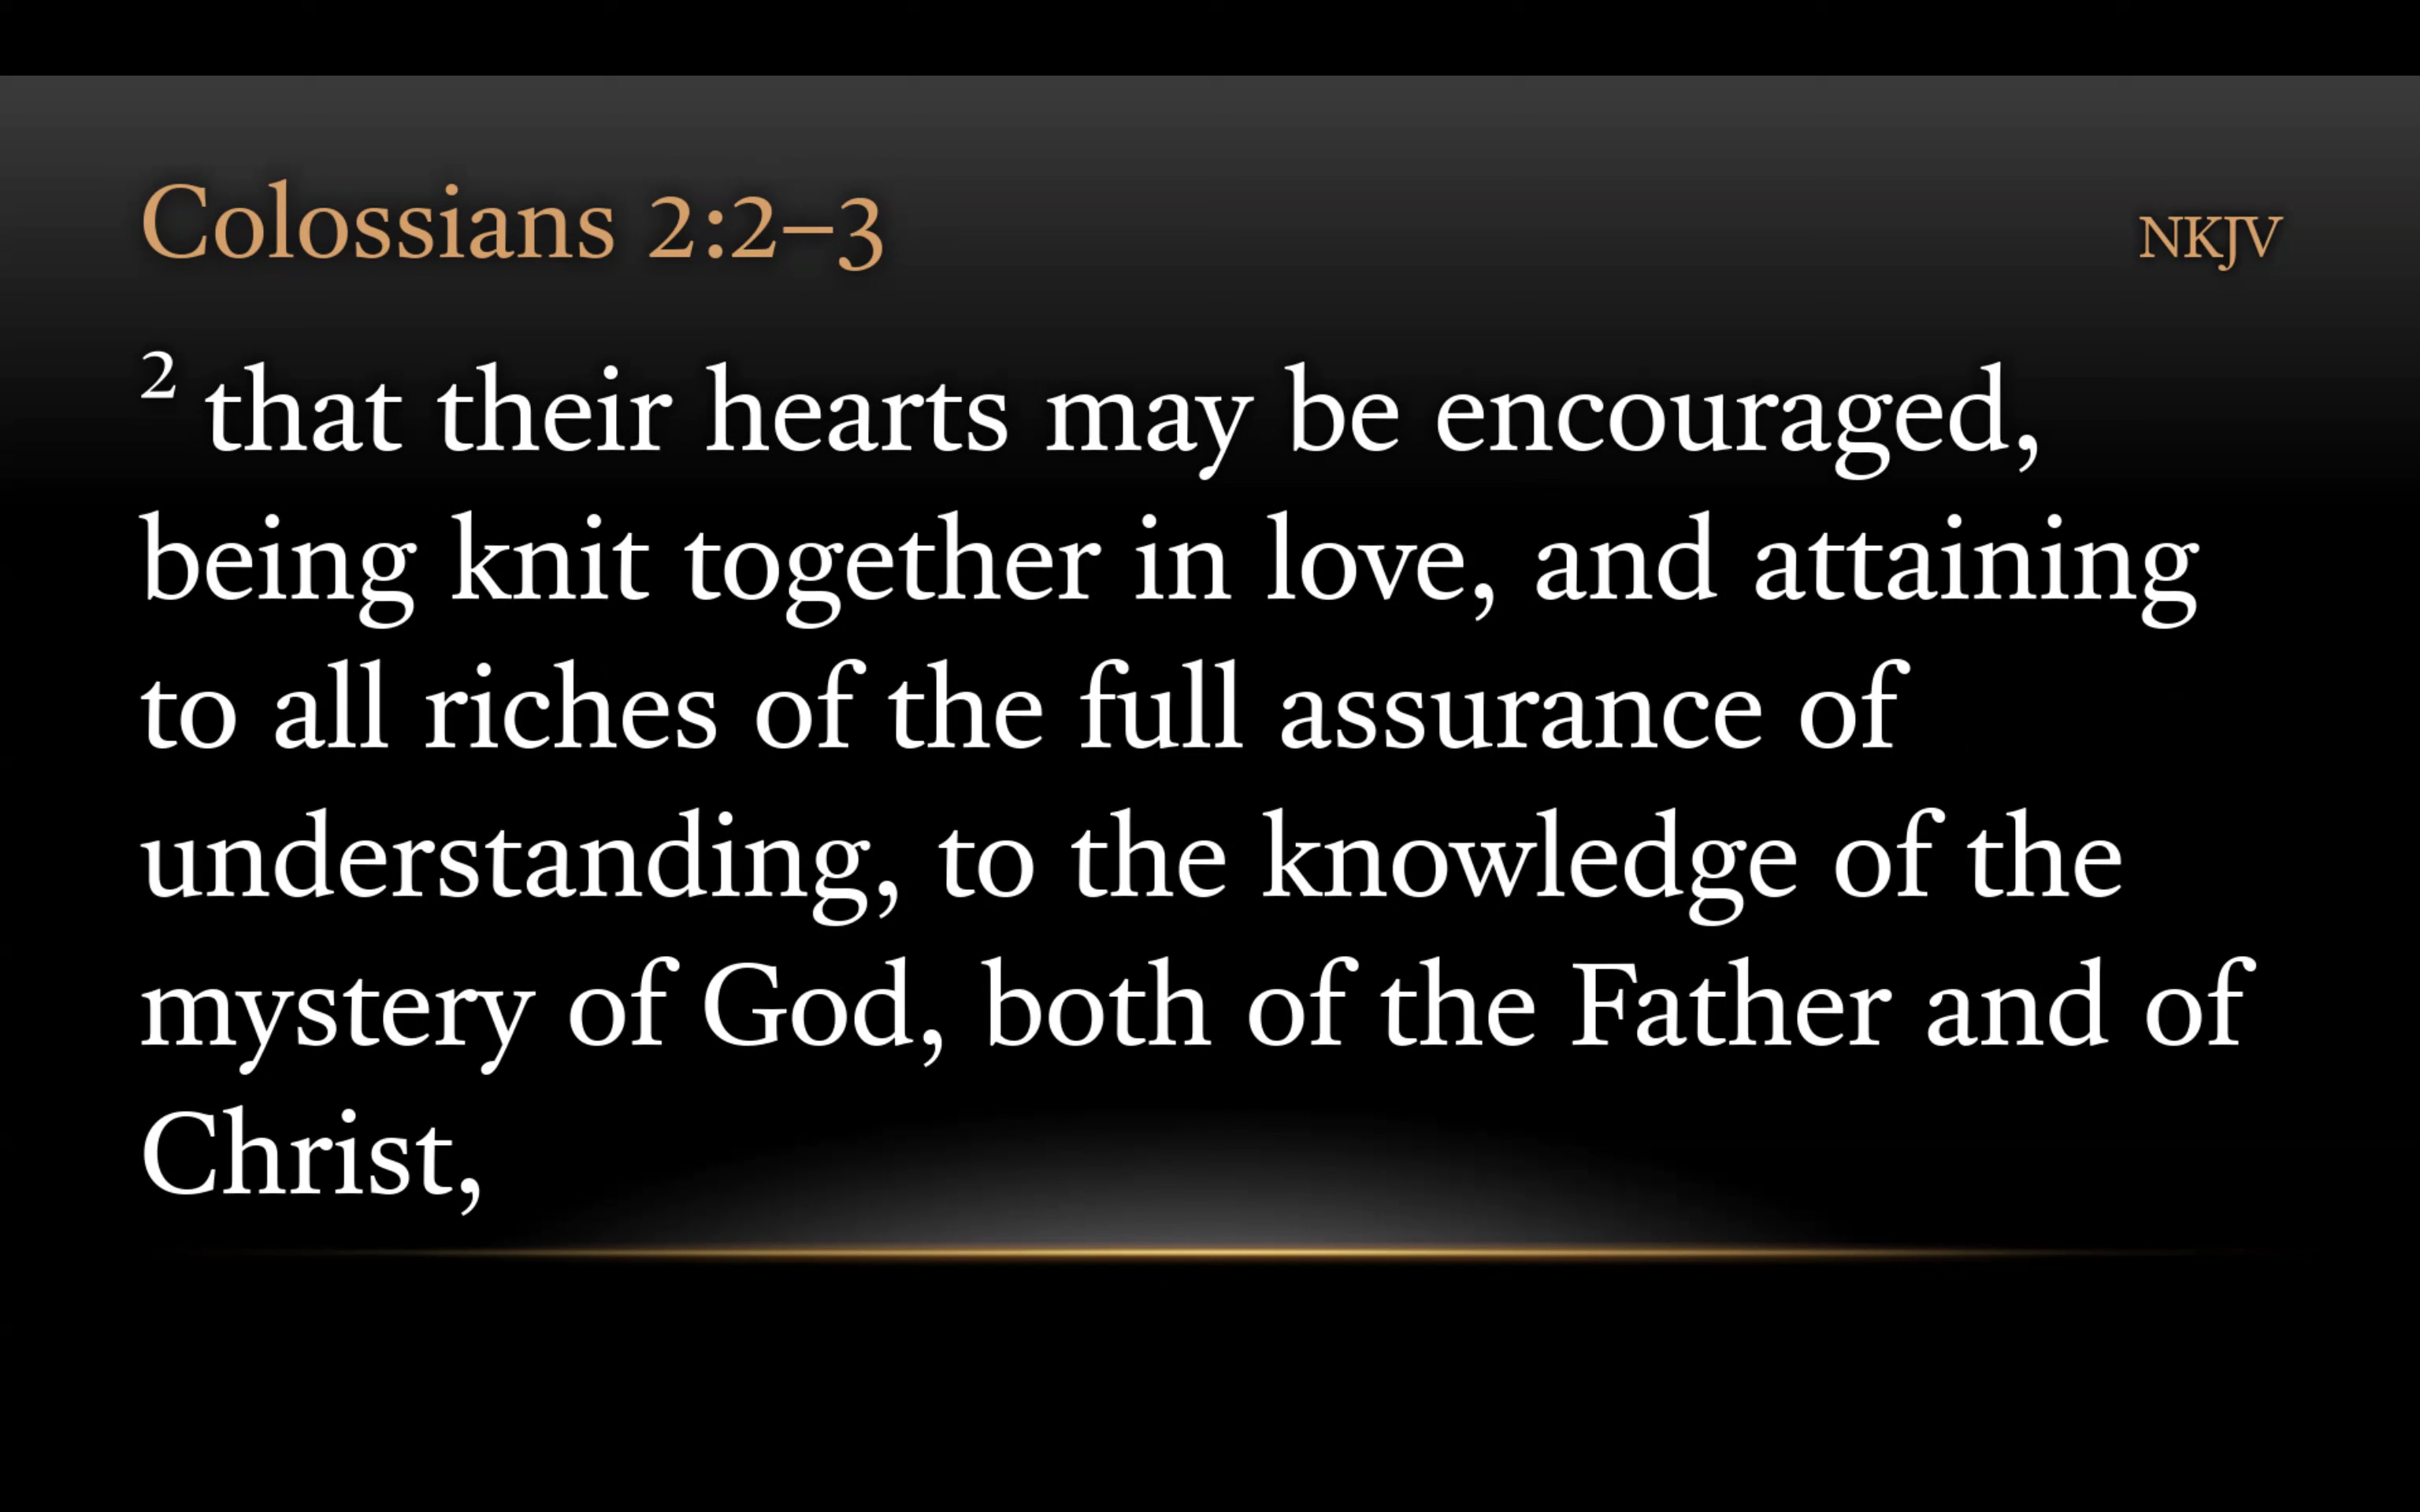 Colossians 2:2–3 NKJV
² that their hearts may be encouraged,
being knit together in love, and attaining
to all riches of the full assurance of
understanding, to the knowledge of the
mystery of God, both of the Father and of
Christ,